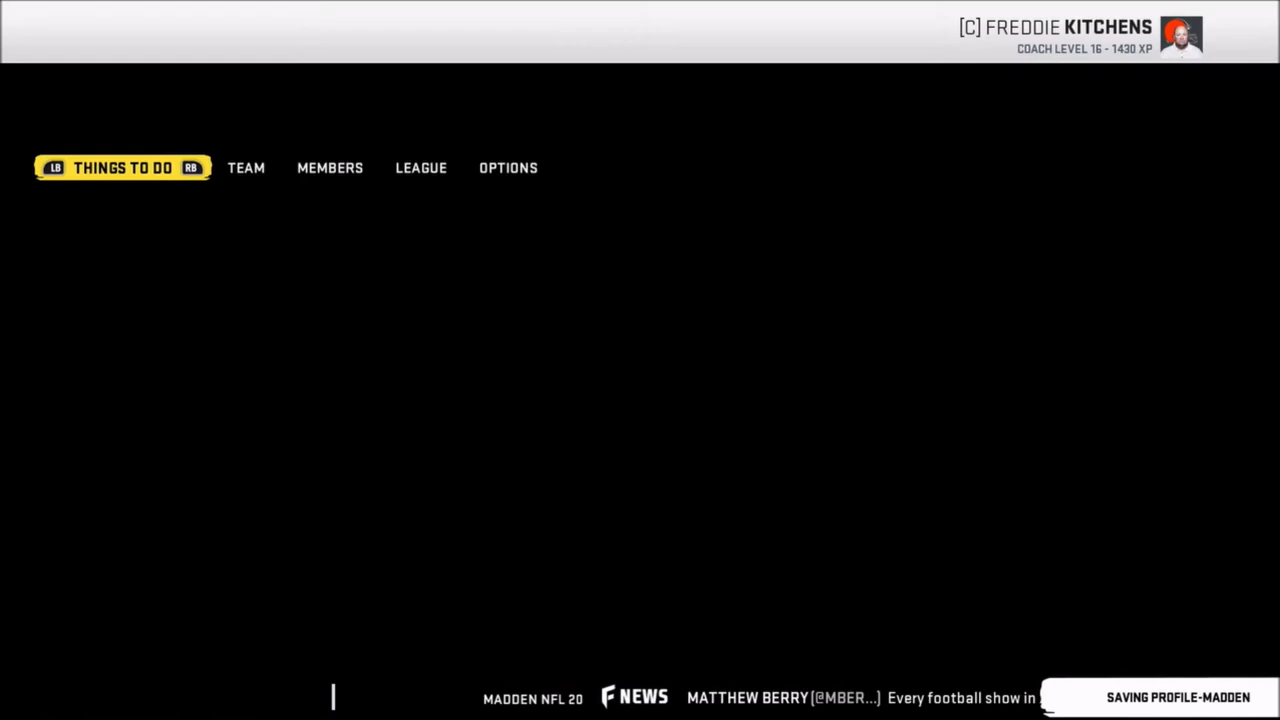 [C] FREDDIE KITCHENS
COACH LEVEL 16 - 1430 XP
LB THINGS TO DO RB TEAM MEMBERS LEAGUE OPTIONS
MADDEN NFL 20 NEWS MATTHEW BERRY (@MBER...) Every football show in SAVING PROFILE-MADDEN